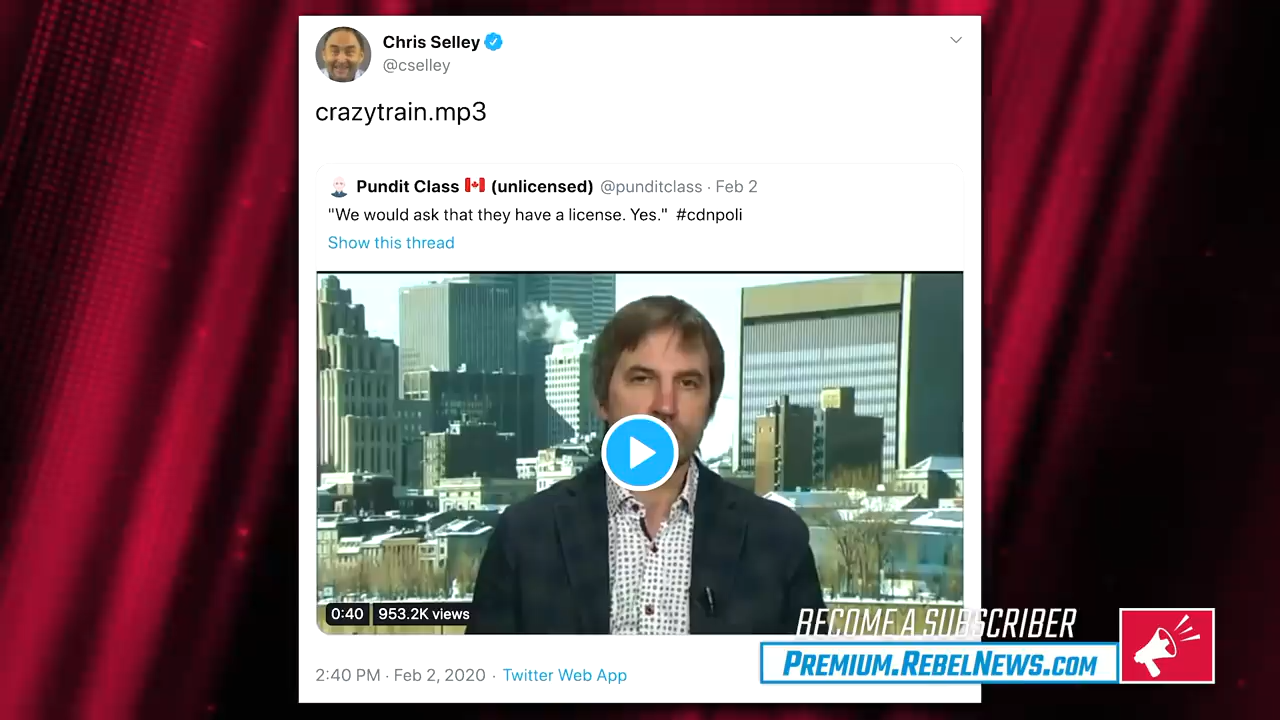 Chris Selley
@cselley
crazytrain.mp3
Pundit Class 🇨🇦 (unlicensed) @punditclass · Feb 2
"We would ask that they have a license. Yes." #cdnpoli
Show this thread
0:40 953.2K views
BECOME A SUBSCRIBER
PREMIUM.REBELNEWS.COM
2:40 PM · Feb 2, 2020 · Twitter Web App